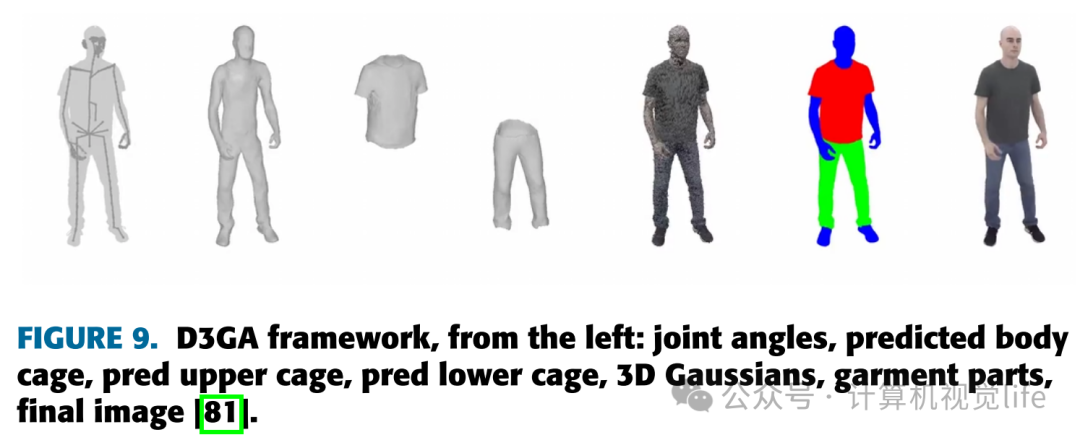 FIGURE 9. D3GA framework, from the left: joint angles, predicted body
cage, pred upper cage, pred lower cage, 3D Gaussians, garment parts,
final image [81].
公众号 · 计算机视觉life